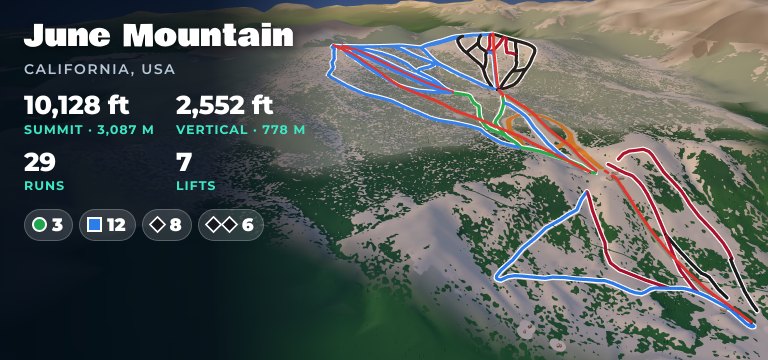 June Mountain
CALIFORNIA, USA
10,128 ft
SUMMIT · 3,087 M
2,552 ft
VERTICAL · 778 M
29
RUNS
7
LIFTS
3
12
8
6